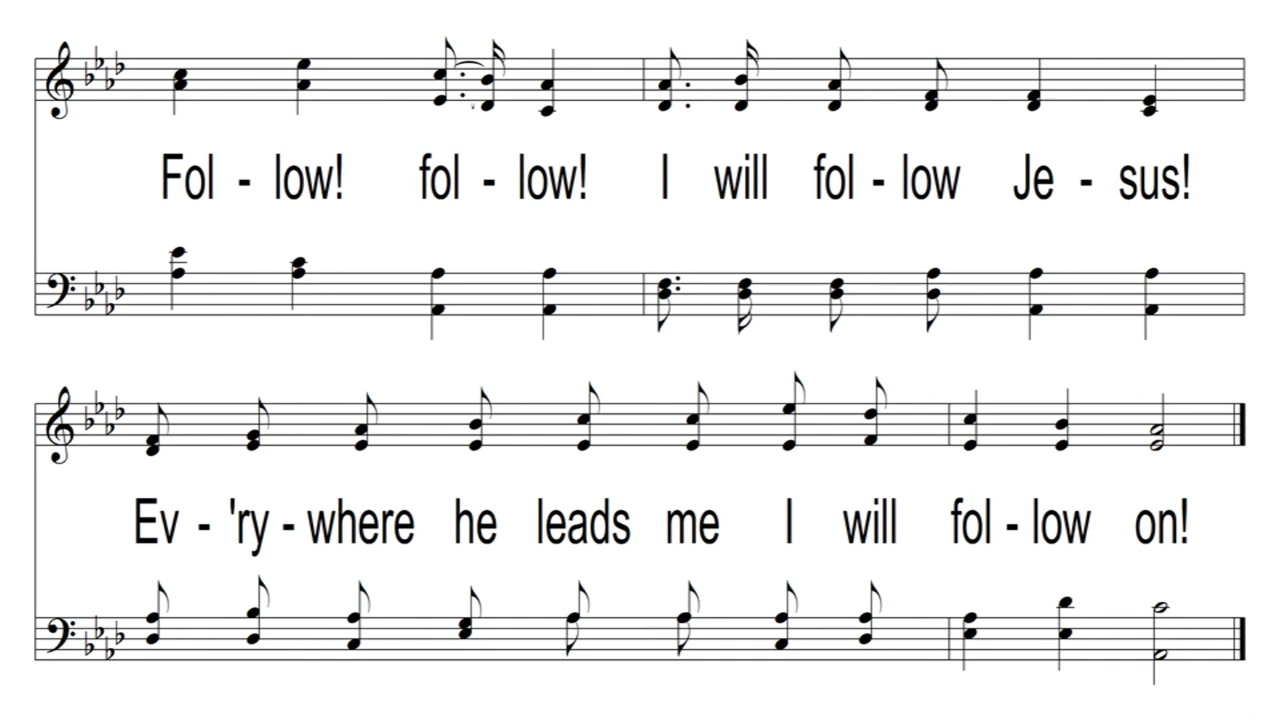 Fol - low! fol - low! I will fol - low Je - sus!
Ev - 'ry - where he leads me I will fol - low on!